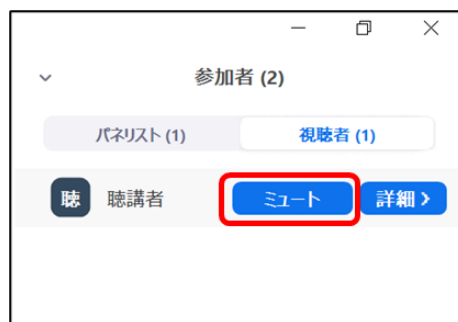 参加者 (2)
パネリスト (1) 視聴者 (1)
聴 聴講者 ミュート 詳細 >